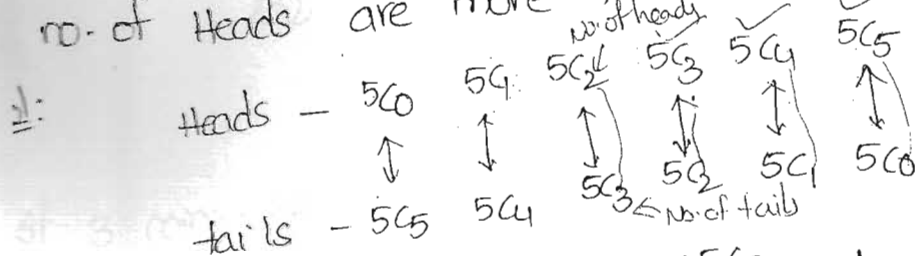 no. of Heads are more
No. of heads
Heads - 5C0 5C1 5C2 5C3 5C4 5C5
tails - 5C5 5C4 5C3 5C2 5C1 5C0
No. of tails